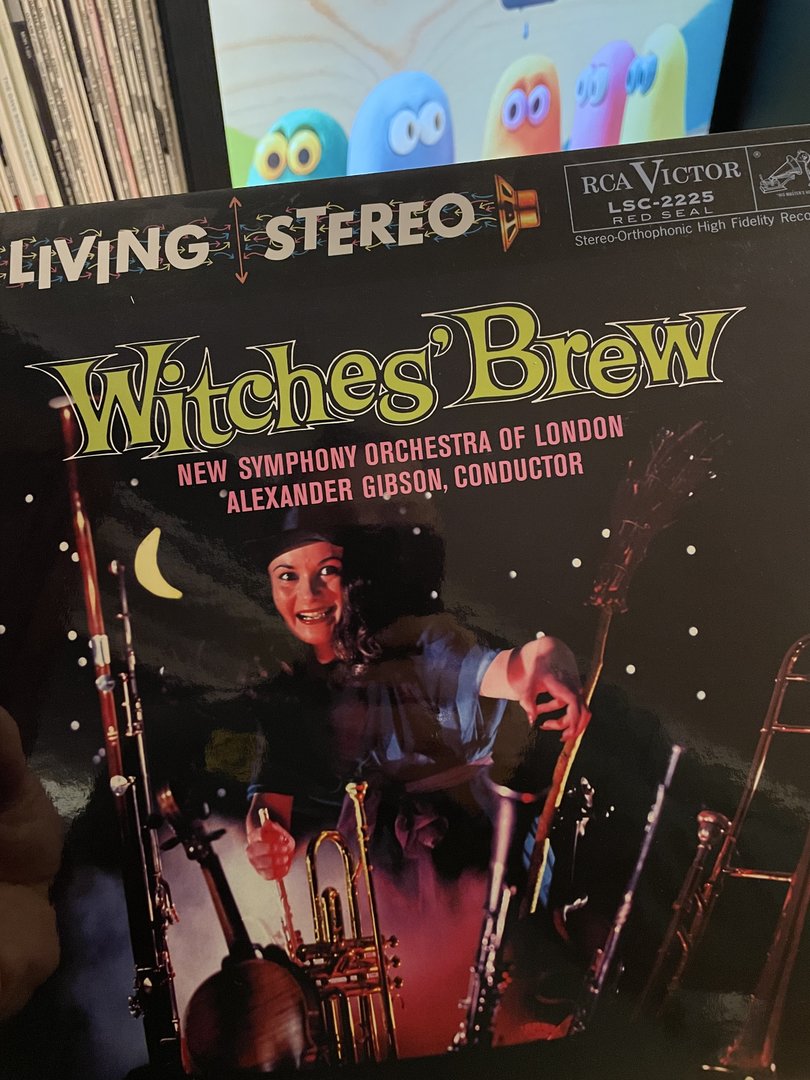 LIVING STEREO
RCA VICTOR
LSC-2225
RED SEAL
Stereo-Orthophonic High Fidelity
Witches' Brew
NEW SYMPHONY ORCHESTRA OF LONDON
ALEXANDER GIBSON, CONDUCTOR